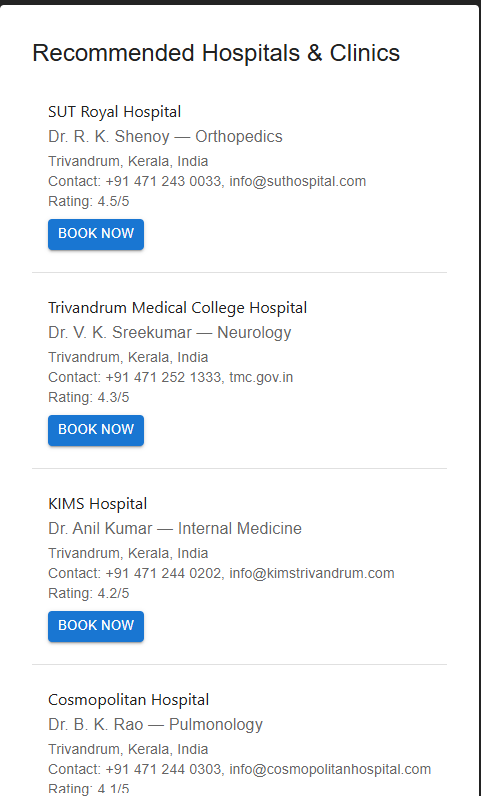 Recommended Hospitals & Clinics
SUT Royal Hospital
Dr. R. K. Shenoy — Orthopedics
Trivandrum, Kerala, India
Contact: +91 471 243 0033, info@suthospital.com
Rating: 4.5/5
BOOK NOW
Trivandrum Medical College Hospital
Dr. V. K. Sreekumar — Neurology
Trivandrum, Kerala, India
Contact: +91 471 252 1333, tmc.gov.in
Rating: 4.3/5
BOOK NOW
KIMS Hospital
Dr. Anil Kumar — Internal Medicine
Trivandrum, Kerala, India
Contact: +91 471 244 0202, info@kimstrivandrum.com
Rating: 4.2/5
BOOK NOW
Cosmopolitan Hospital
Dr. B. K. Rao — Pulmonology
Trivandrum, Kerala, India
Contact: +91 471 244 0303, info@cosmopolitanhospital.com
Rating: 4.1/5